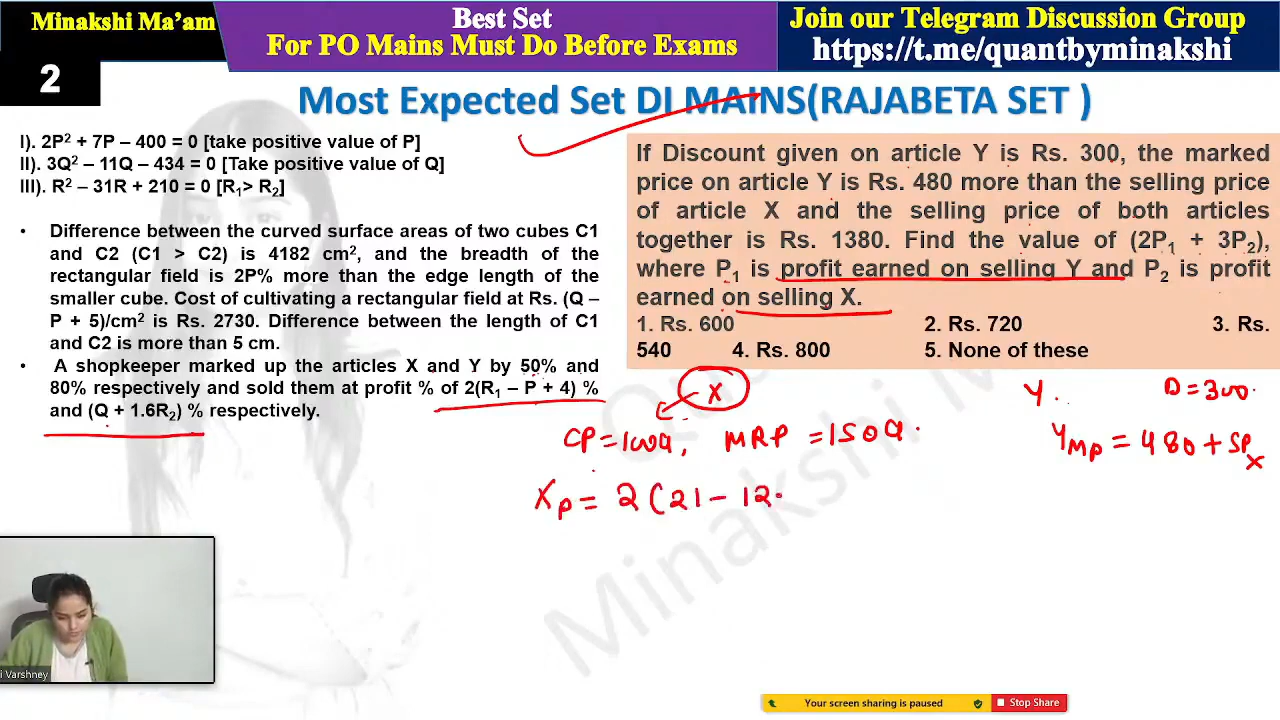 Minakshi Ma’am
2
Best Set
For PO Mains Must Do Before Exams
Join our Telegram Discussion Group
https://t.me/quantbyminakshi
Most Expected Set DI MAINS(RAJABETA SET )
I). 2P² + 7P – 400 = 0 [take positive value of P]
II). 3Q² – 11Q – 434 = 0 [Take positive value of Q]
III). R² – 31R + 210 = 0 [R₁> R₂]
• Difference between the curved surface areas of two cubes C1
and C2 (C1 > C2) is 4182 cm², and the breadth of the
rectangular field is 2P% more than the edge length of the
smaller cube. Cost of cultivating a rectangular field at Rs. (Q –
P + 5)/cm² is Rs. 2730. Difference between the length of C1
and C2 is more than 5 cm.
• A shopkeeper marked up the articles X and Y by 50% and
80% respectively and sold them at profit % of 2(R₁ – P + 4) %
and (Q + 1.6R₂) % respectively.
If Discount given on article Y is Rs. 300, the marked
price on article Y is Rs. 480 more than the selling price
of article X and the selling price of both articles
together is Rs. 1380. Find the value of (2P₁ + 3P₂),
where P₁ is profit earned on selling Y and P₂ is profit
earned on selling X.
1. Rs. 600 2. Rs. 720 3. Rs.
540 4. Rs. 800 5. None of these
X
Y. D = 300
CP = 100a, MRP = 150a
Y MP = 480 + SP x
X P = 2 (21 – 12.
Minakshi M
i Varshney
Your screen sharing is paused Stop Share